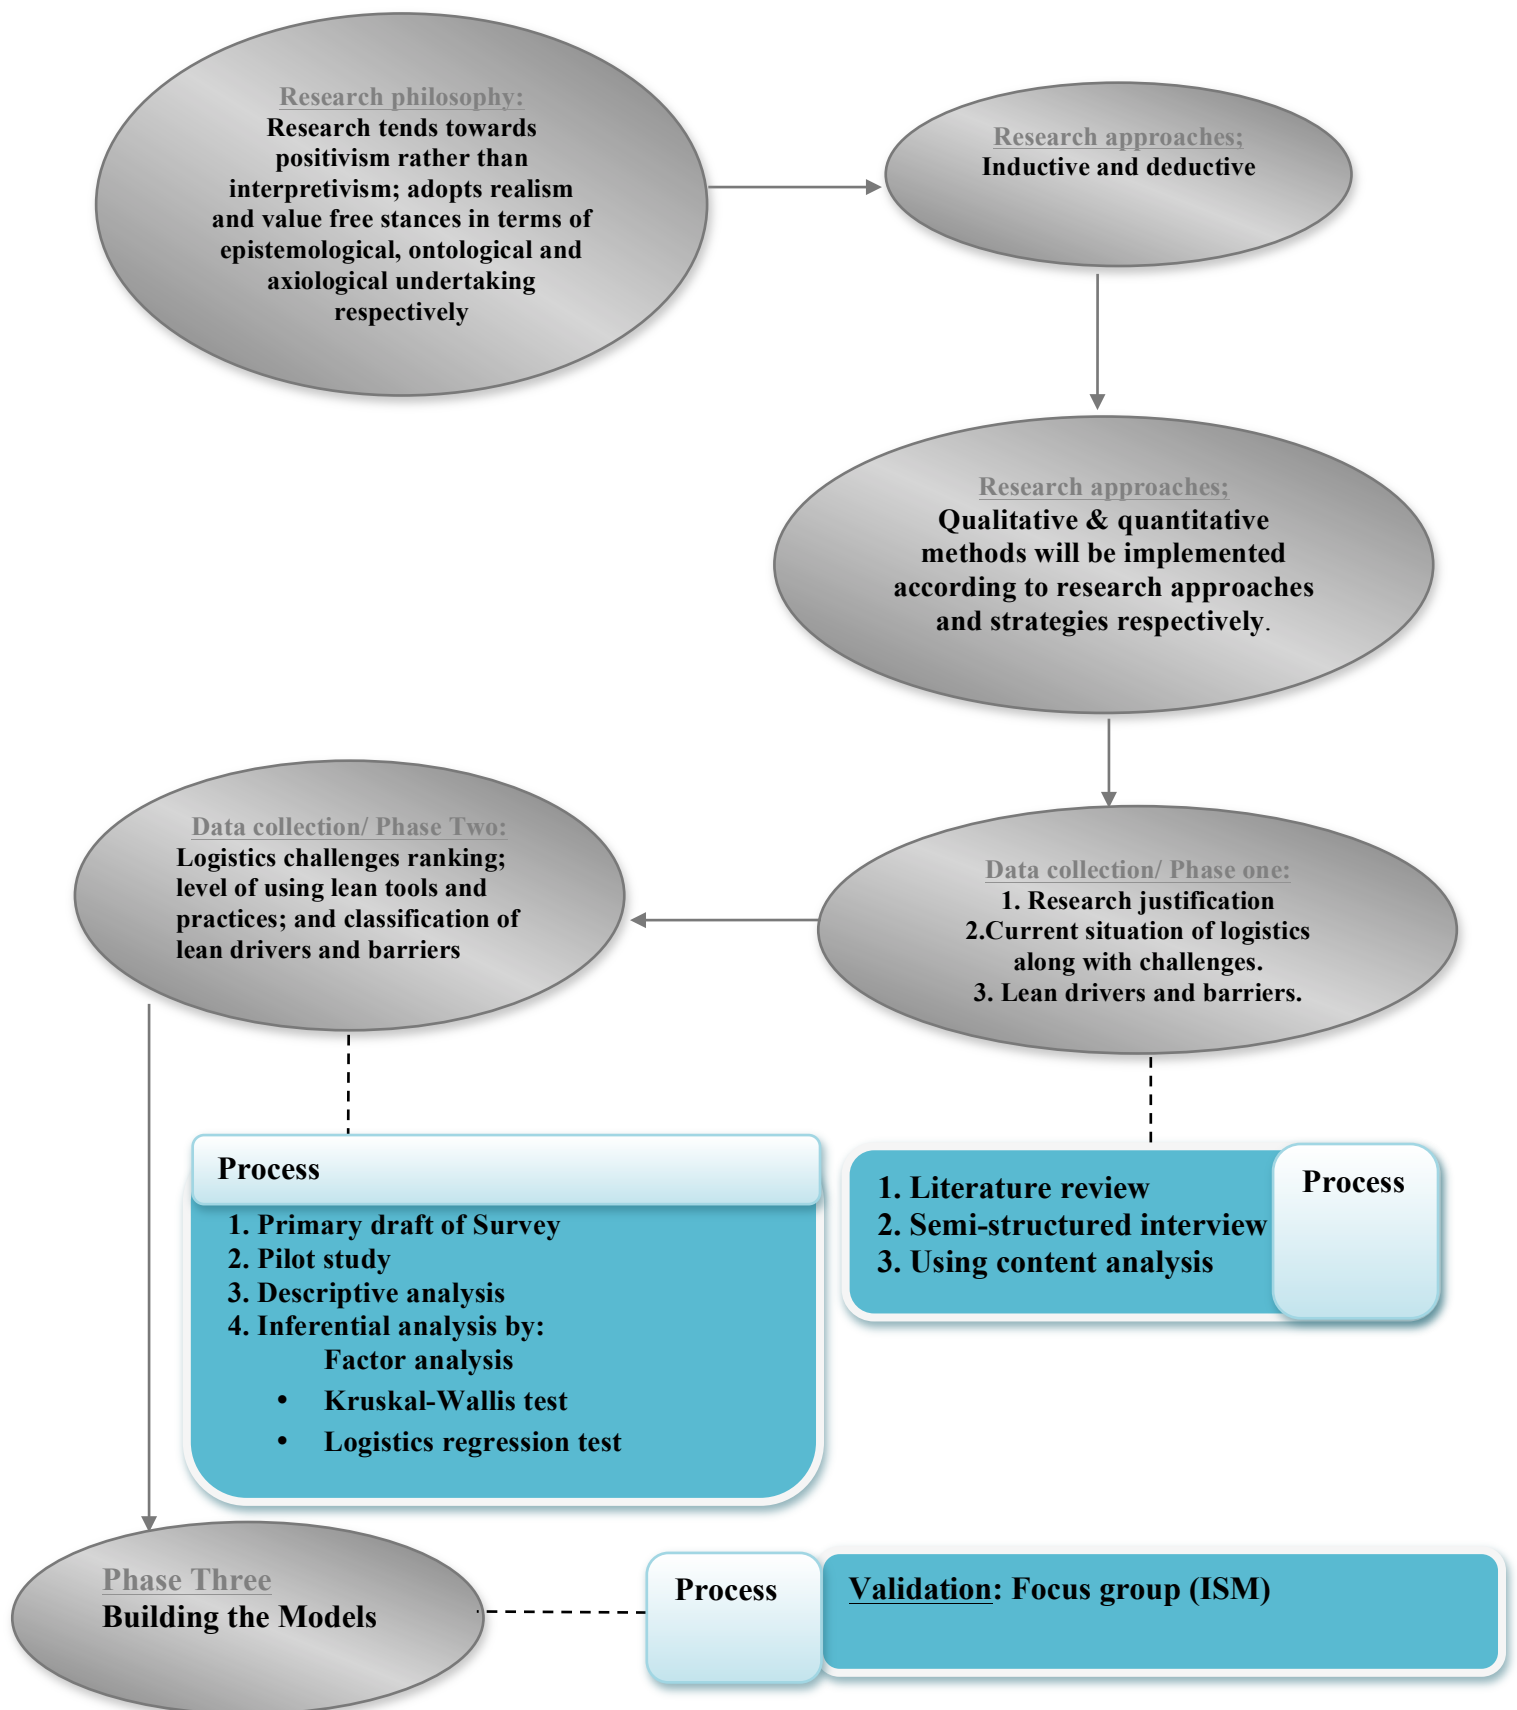 Research philosophy:
Research tends towards
positivism rather than
interpretivism; adopts realism
and value free stances in terms of
epistemological, ontological and
axiological undertaking
respectively
Research approaches;
Inductive and deductive
Research approaches;
Qualitative & quantitative
methods will be implemented
according to research approaches
and strategies respectively.
Data collection/ Phase one:
1. Research justification
2.Current situation of logistics
along with challenges.
3. Lean drivers and barriers.
Process
1. Literature review
2. Semi-structured interview
3. Using content analysis
Data collection/ Phase Two:
Logistics challenges ranking;
level of using lean tools and
practices; and classification of
lean drivers and barriers
Process
1. Primary draft of Survey
2. Pilot study
3. Descriptive analysis
4. Inferential analysis by:
Factor analysis
• Kruskal-Wallis test
• Logistics regression test
Phase Three
Building the Models
Process
Validation: Focus group (ISM)